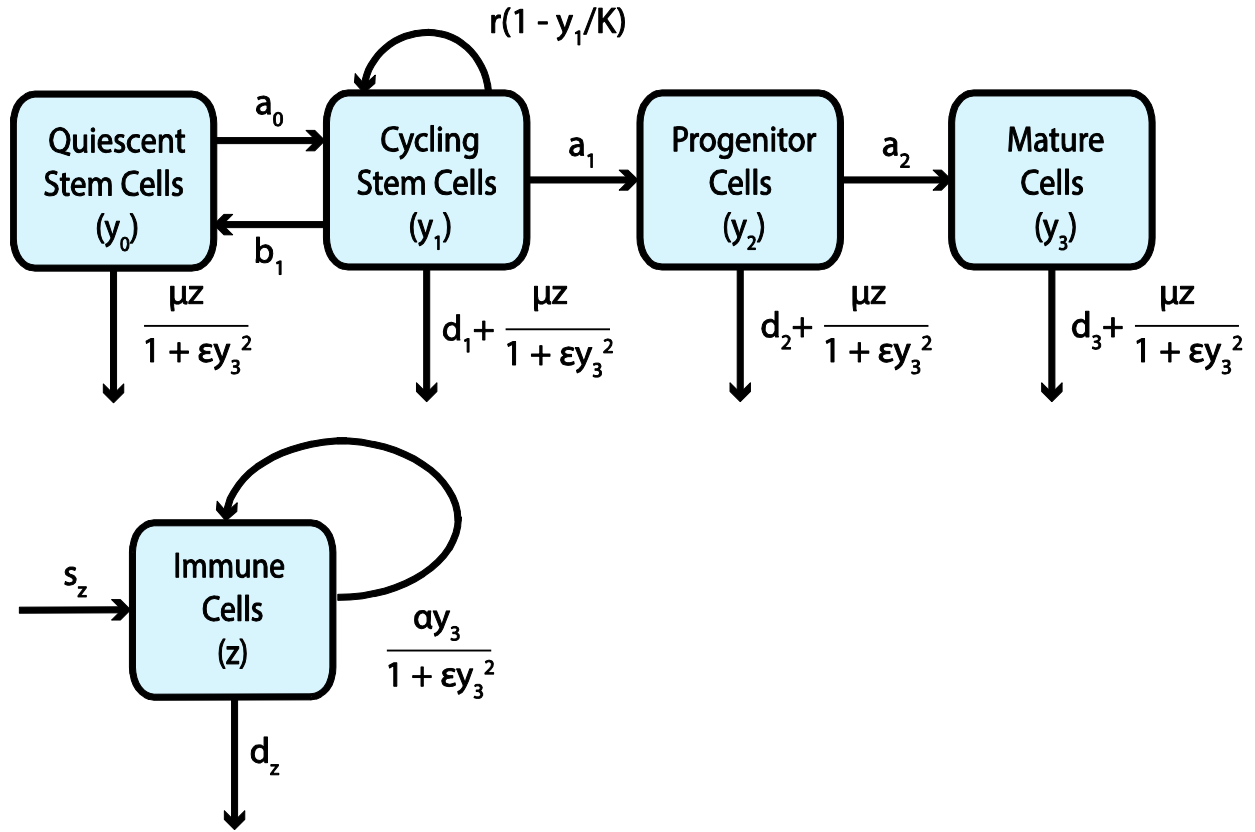 r(1 - y₁/K)
Quiescent
Stem Cells
(y₀)
a₀
b₁
Cycling
Stem Cells
(y₁)
a₁
Progenitor
Cells
(y₂)
a₂
Mature
Cells
(y₃)
μz
1 + εy₃²
d₁+ μz
1 + εy₃²
d₂+ μz
1 + εy₃²
d₃+ μz
1 + εy₃²
s_z
Immune
Cells
(z)
αy₃
1 + εy₃²
d_z